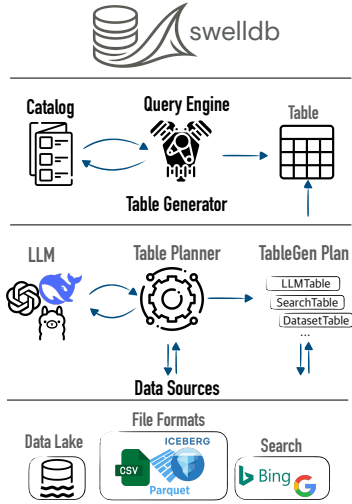 swelldb
Catalog
Query Engine
Table
Table Generator
LLM
Table Planner
TableGen Plan
LLMTable
SearchTable
DatasetTable
...
Data Sources
File Formats
Data Lake
Search
ICEBERG
CSV
Parquet
Bing
G